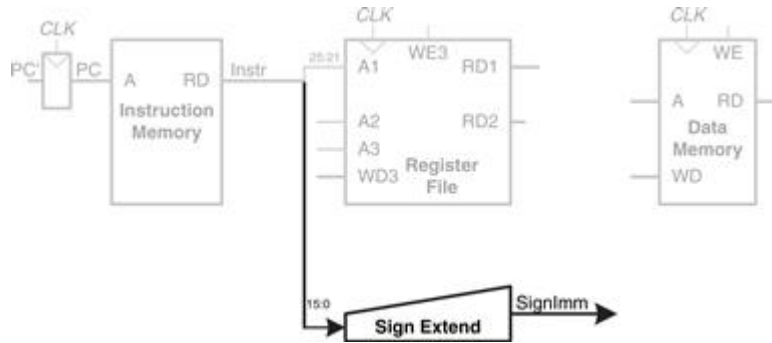 CLK
CLK
CLK
PC'
PC
A
RD
Instr
Instruction
Memory
25:21
A1
WE3
RD1
A2
RD2
A3
WD3
Register
File
WE
A
RD
Data
Memory
WD
15:0
Sign Extend
SignImm